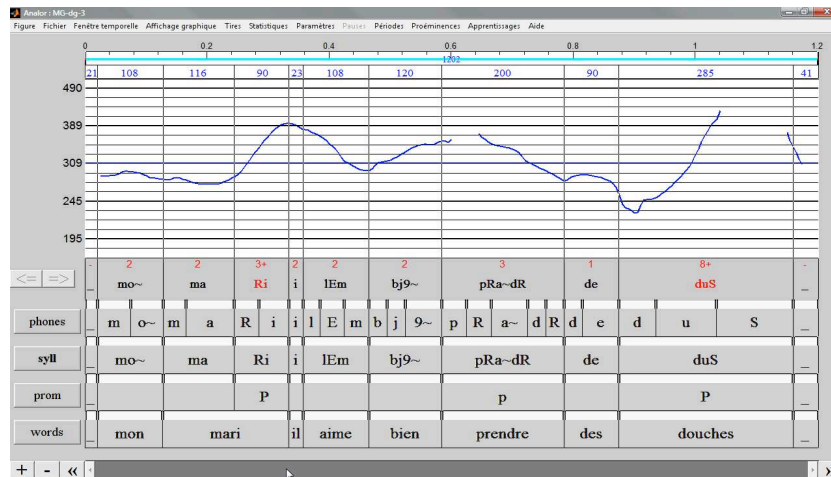 Analor : MG-dg-3
Figure Fichier Fenêtre temporelle Affichage graphique Tires Statistiques Paramètres Pauses Périodes Proéminences Apprentissages Aide
0 0.2 0.4 0.6 0.8 1 1.2
1202
21 108 116 90 23 108 120 200 90 285 41
490
389
309
245
195
- 2 2 3+ 2 2 2 3 1 8+ -
<= => _ mo~ ma Ri i lEm bj9~ pRa~dR de duS _
phones _ m o~ m a R i i l E m b j 9~ p R a~ d R d e d u S _
syll _ mo~ ma Ri i lEm bj9~ pRa~dR de duS _
prom _ P p P _
words _ mon mari il aime bien prendre des douches _
+ - «